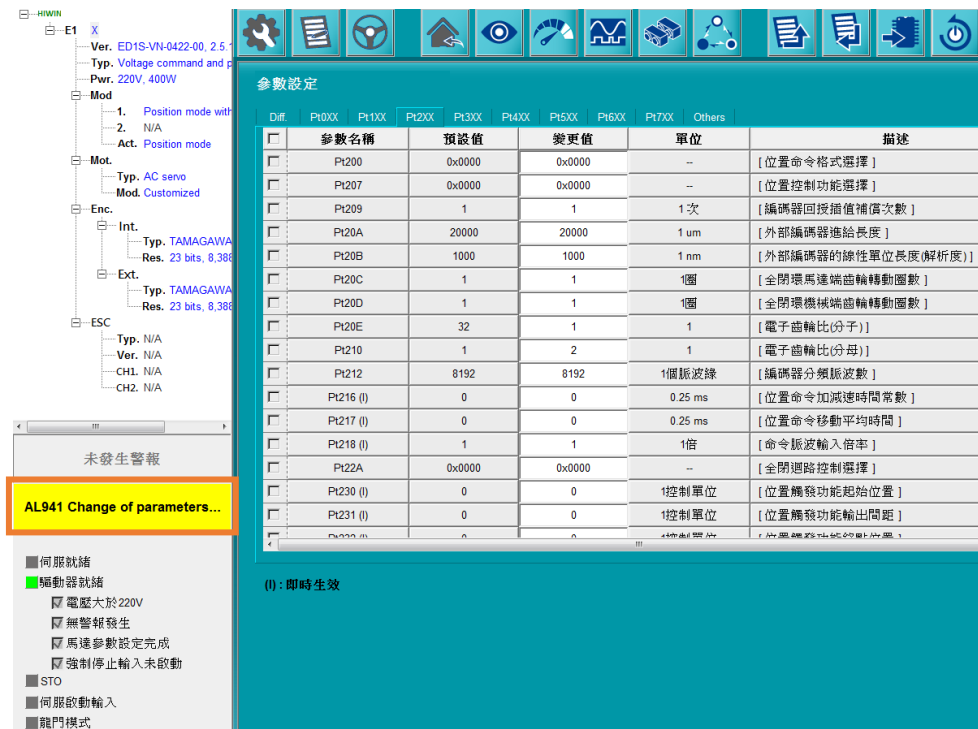 HIWIN
E1 X
Ver. ED1S-VN-0422-00, 2.5.1
Typ. Voltage command and p
Pwr. 220V, 400W
Mod
1. Position mode with
2. N/A
Act. Position mode
Mot.
Typ. AC servo
Mod. Customized
Enc.
Int.
Typ. TAMAGAWA
Res. 23 bits, 8,388
Ext.
Typ. TAMAGAWA
Res. 23 bits, 8,388
ESC
Typ. N/A
Ver. N/A
CH1. N/A
CH2. N/A
未發生警報
AL941 Change of parameters...
伺服就緒
驅動器就緒
電壓大於220V
無警報發生
馬達參數設定完成
強制停止輸入未啟動
STO
伺服啟動輸入
龍門模式
參數設定
Diff. Pt0XX Pt1XX Pt2XX Pt3XX Pt4XX Pt5XX Pt6XX Pt7XX Others
參數名稱 預設值 變更值 單位 描述
Pt200 0x0000 0x0000 -- [位置命令格式選擇]
Pt207 0x0000 0x0000 -- [位置控制功能選擇]
Pt209 1 1 1次 [編碼器回授插值補償次數]
Pt20A 20000 20000 1 um [外部編碼器進給長度]
Pt20B 1000 1000 1 nm [外部編碼器的線性單位長度(解析度)]
Pt20C 1 1 1圈 [全閉環馬達端齒輪轉動圈數]
Pt20D 1 1 1圈 [全閉環機械端齒輪轉動圈數]
Pt20E 32 1 1 [電子齒輪比(分子)]
Pt210 1 2 1 [電子齒輪比(分母)]
Pt212 8192 8192 1個脈波緣 [編碼器分頻脈波數]
Pt216 (I) 0 0 0.25 ms [位置命令加減速時間常數]
Pt217 (I) 0 0 0.25 ms [位置命令移動平均時間]
Pt218 (I) 1 1 1倍 [命令脈波輸入倍率]
Pt22A 0x0000 0x0000 -- [全閉迴路控制選擇]
Pt230 (I) 0 0 1控制單位 [位置觸發功能起始位置]
Pt231 (I) 0 0 1控制單位 [位置觸發功能輸出間距]
Pt232 (I) 0 0 1控制單位 [位置觸發功能終點位置]
(I) : 即時生效